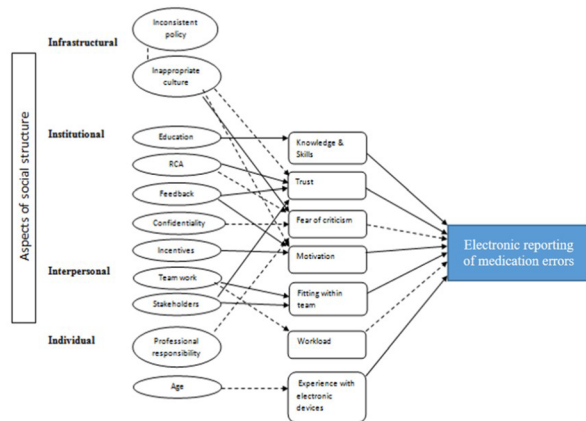 Aspects of social structure
Infrastructural
Inconsistent
policy
Inappropriate
culture
Institutional
Education
RCA
Feedback
Confidentiality
Incentives
Interpersonal
Team work
Stakeholders
Individual
Professional
responsibility
Age
Knowledge &
Skills
Trust
Fear of criticism
Motivation
Fitting within
team
Workload
Experience with
electronic
devices
Electronic reporting
of medication errors